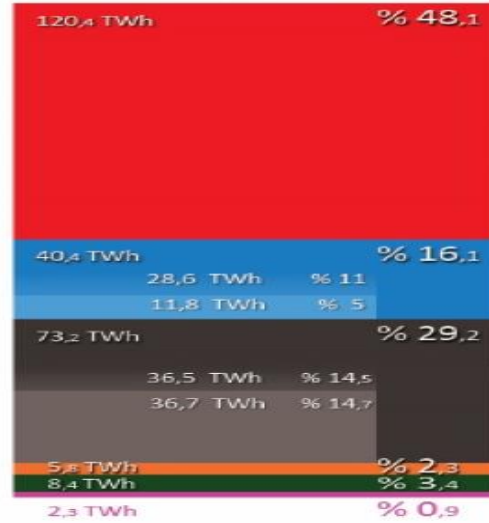 120,4 TWh % 48,1
40,4 TWh % 16,1
28,6 TWh % 11
11,8 TWh % 5
73,2 TWh % 29,2
36,5 TWh % 14,5
36,7 TWh % 14,7
5,8 TWh % 2,3
8,4 TWh % 3,4
2,3 TWh % 0,9